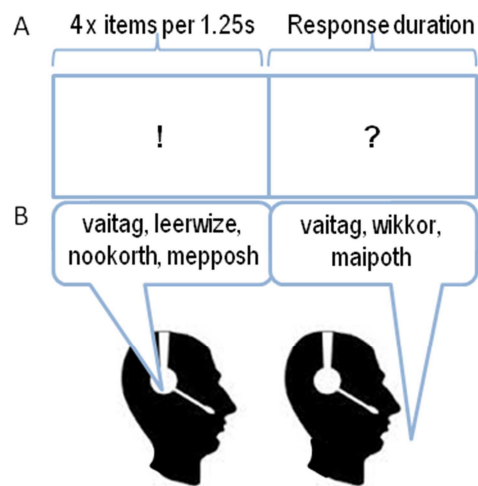 A 4 x items per 1.25s Response duration
! ?
B
vaitag, leerwize,
nookorth, mepposh
vaitag, wikkor,
maipoth